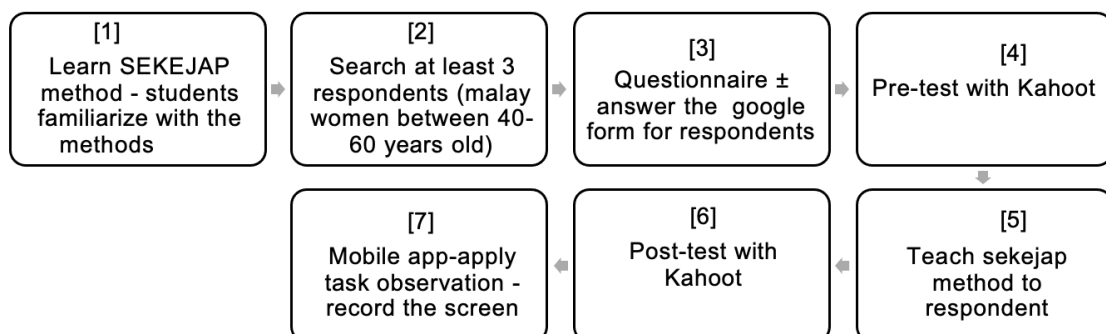 [1]
Learn SEKEJAP
method - students
familiarize with the
methods
[2]
Search at least 3
respondents (malay
women between 40-
60 years old)
[3]
Questionnaire ±
answer the google
form for respondents
[4]
Pre-test with Kahoot
[5]
Teach sekejap
method to
respondent
[6]
Post-test with
Kahoot
[7]
Mobile app-apply
task observation -
record the screen